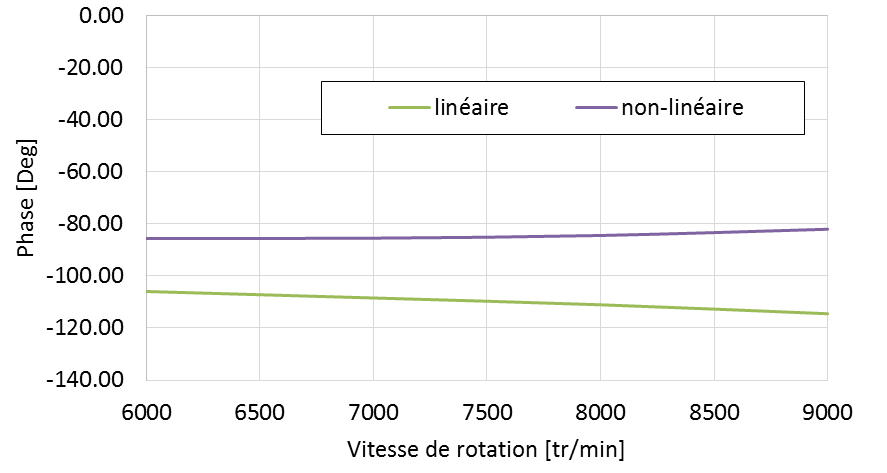 0.00
-20.00
-40.00
-60.00
-80.00
-100.00
-120.00
-140.00
Phase [Deg]
linéaire non-linéaire
6000 6500 7000 7500 8000 8500 9000
Vitesse de rotation [tr/min]